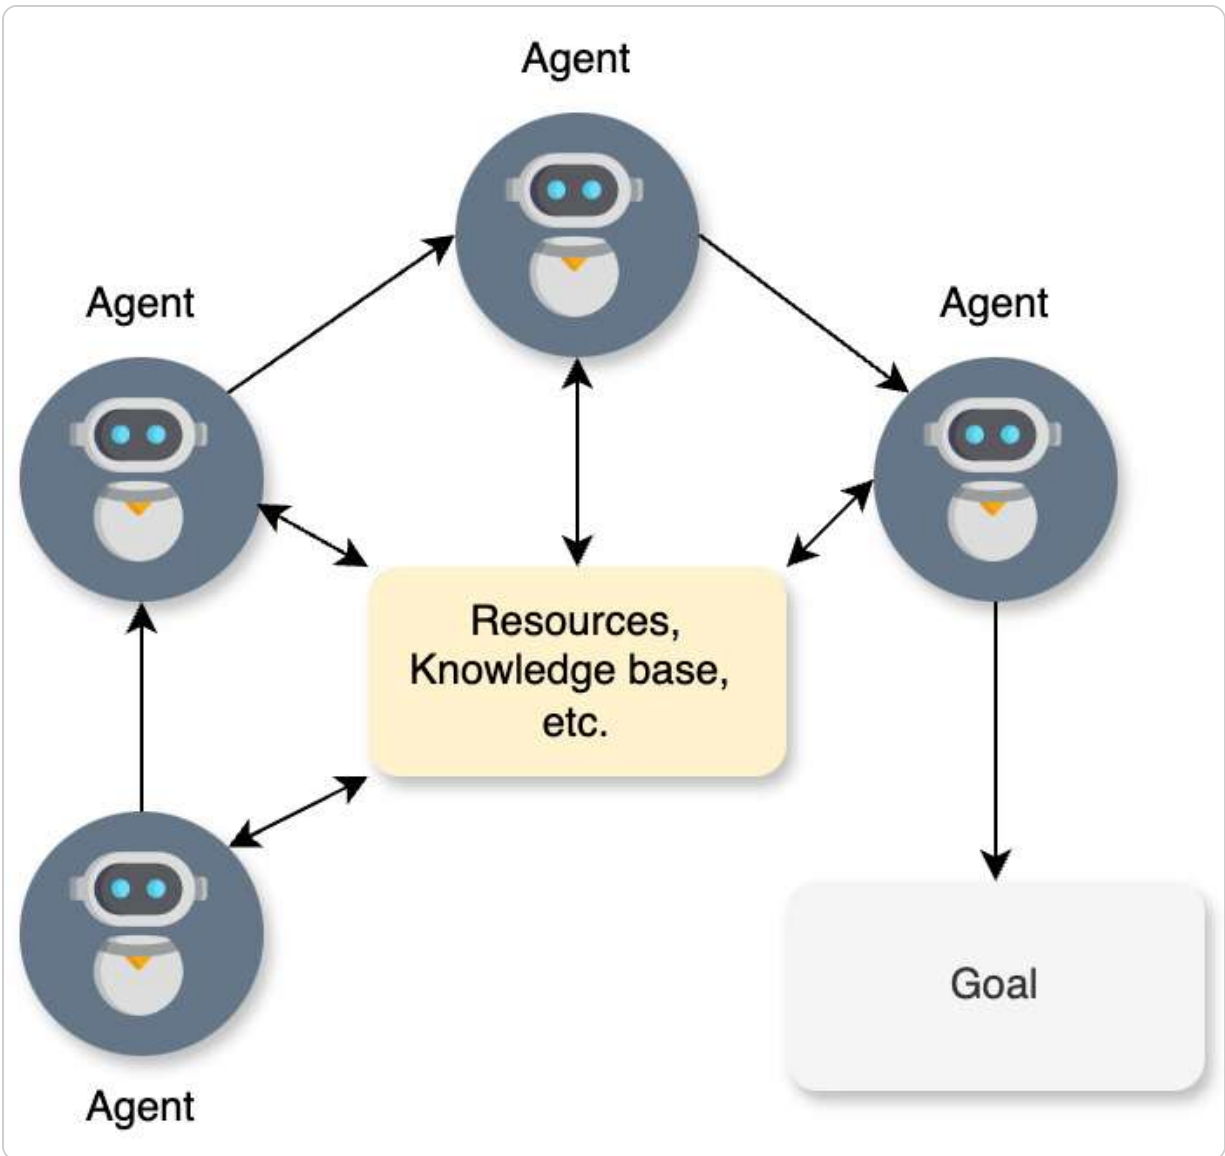 Agent
Agent
Agent
Resources,
Knowledge base,
etc.
Goal
Agent